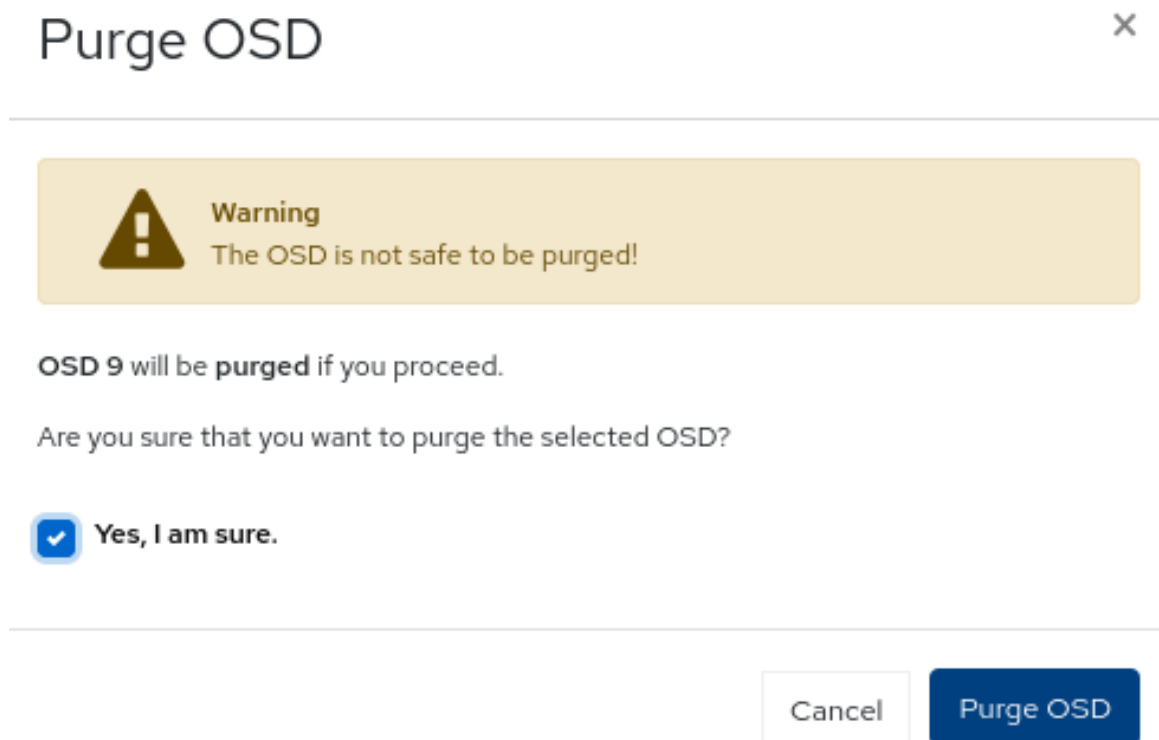 Purge OSD
×
Warning
The OSD is not safe to be purged!
OSD 9 will be purged if you proceed.
Are you sure that you want to purge the selected OSD?
Yes, I am sure.
Cancel
Purge OSD